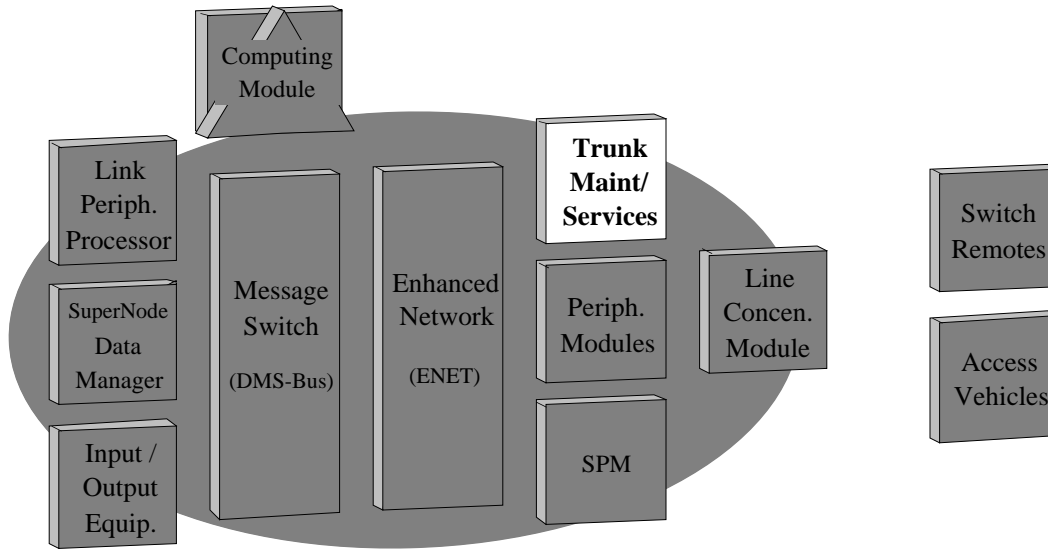 Computing
Module
Link
Periph.
Processor
SuperNode
Data
Manager
Input /
Output
Equip.
Message
Switch
(DMS-Bus)
Enhanced
Network
(ENET)
Trunk
Maint/
Services
Periph.
Modules
SPM
Line
Concen.
Module
Switch
Remotes
Access
Vehicles